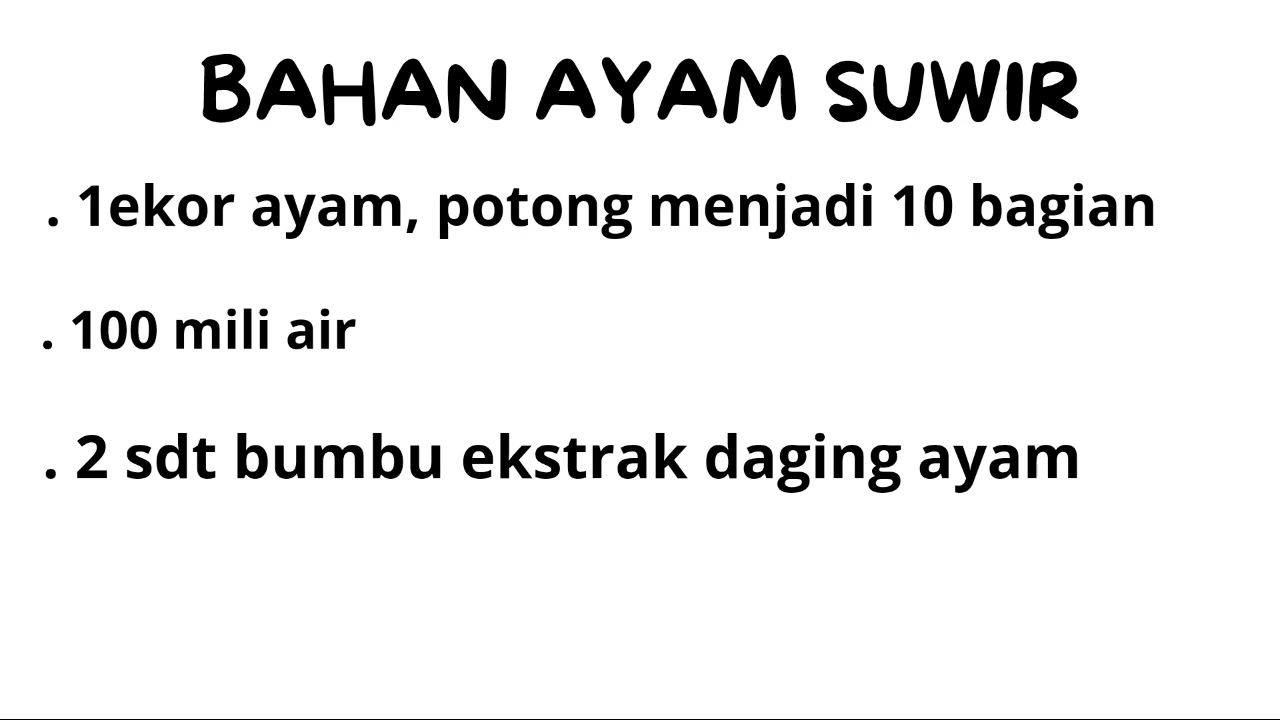 BAHAN AYAM SUWIR
. 1ekor ayam, potong menjadi 10 bagian
. 100 mili air
. 2 sdt bumbu ekstrak daging ayam